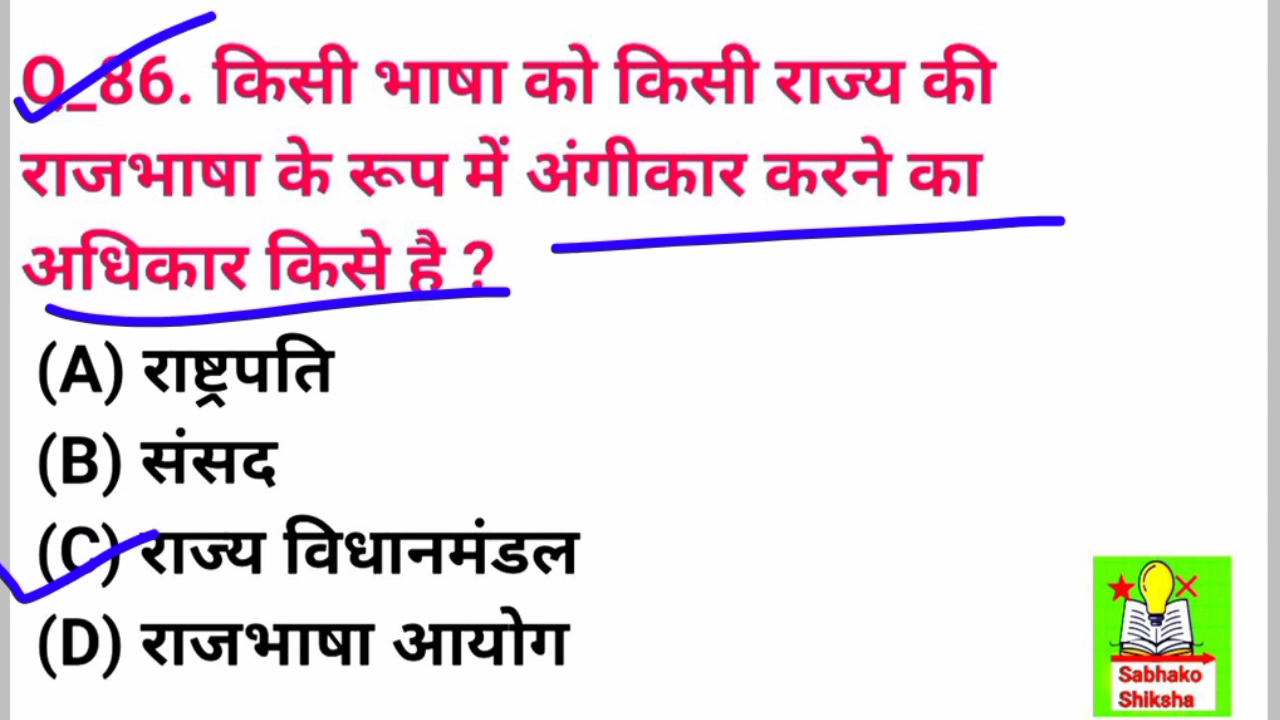 Q_86. किसी भाषा को किसी राज्य की
राजभाषा के रूप में अंगीकार करने का
अधिकार किसे है ?
(A) राष्ट्रपति
(B) संसद
(C) राज्य विधानमंडल
(D) राजभाषा आयोग
Sabhako
Shiksha